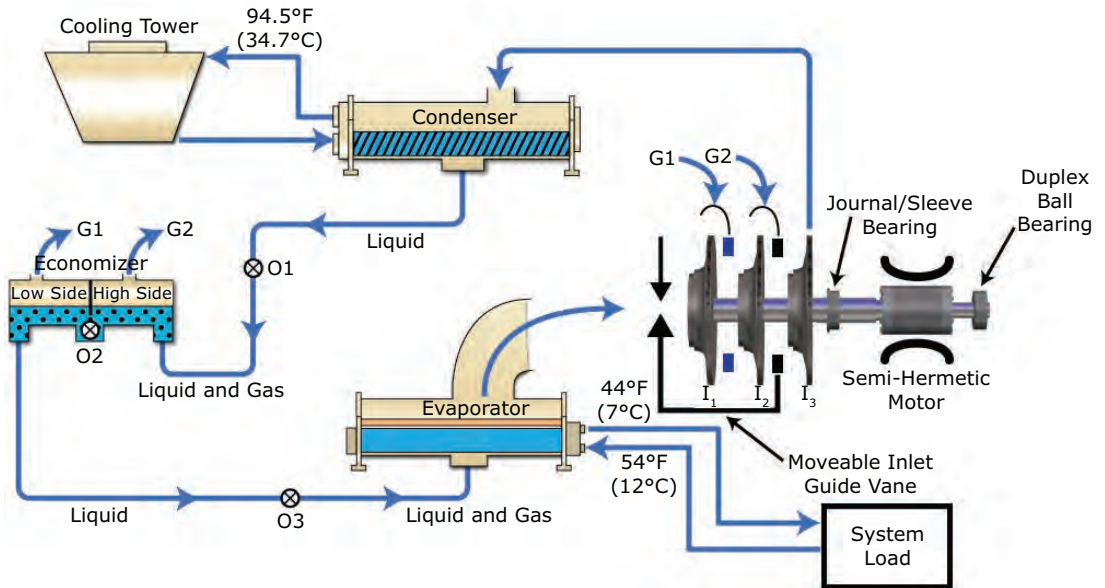 Cooling Tower
94.5°F
(34.7°C)
Condenser
G1
G2
Duplex
Ball
Bearing
Journal/Sleeve
Bearing
G1
G2
Liquid
Economizer
O1
Low Side
High Side
O2
Liquid and Gas
Evaporator
44°F
(7°C)
I1
I2
I3
Semi-Hermetic
Motor
54°F
(12°C)
Moveable Inlet
Guide Vane
Liquid
O3
Liquid and Gas
System
Load